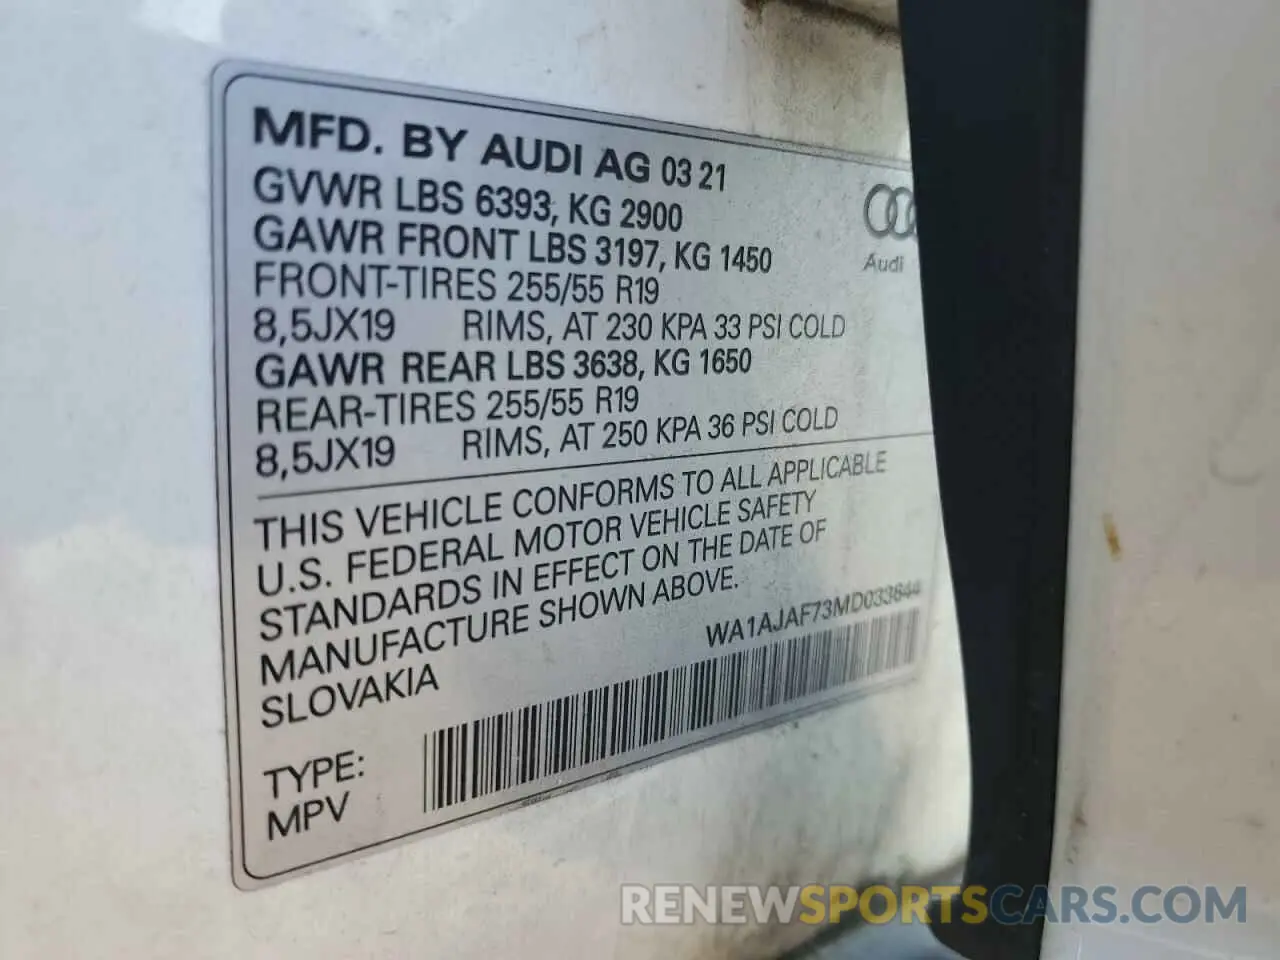 MFD. BY AUDI AG 03 21
GVWR LBS 6393, KG 2900
GAWR FRONT LBS 3197, KG 1450
FRONT-TIRES 255/55 R19
8,5JX19 RIMS, AT 230 KPA 33 PSI COLD
GAWR REAR LBS 3638, KG 1650
REAR-TIRES 255/55 R19
8,5JX19 RIMS, AT 250 KPA 36 PSI COLD
Audi
THIS VEHICLE CONFORMS TO ALL APPLICABLE
U.S. FEDERAL MOTOR VEHICLE SAFETY
STANDARDS IN EFFECT ON THE DATE OF
MANUFACTURE SHOWN ABOVE.
SLOVAKIA
WA1AJAF73MD033644
TYPE:
MPV
RENEWSPORTSCARS.COM